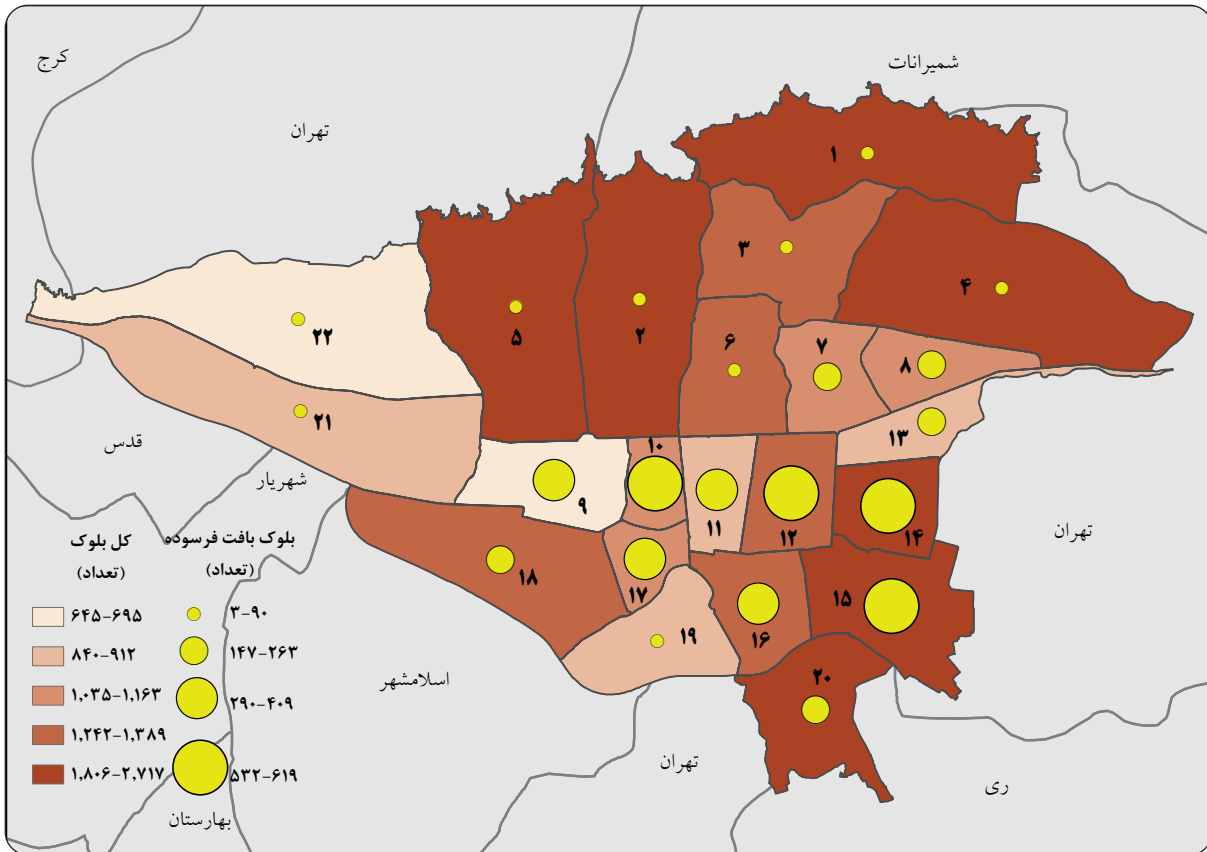 کرج
شمیرانات
تهران
۱
۳
۴
۵
۲
۶
۷
۸
۲۲
۲۱
۱۳
قدس
شهریار
۹
۱۰
۱۱
۱۲
۱۴
تهران
۱۸
۱۷
۱۹
۱۶
۱۵
۲۰
اسلامشهر
تهران
ری
بهارستان
کل بلوک
(تعداد)
۶۴۵-۶۹۵
۸۴۰-۹۱۲
۱,۰۳۵-۱,۱۶۳
۱,۲۴۲-۱,۳۸۹
۱,۸۰۶-۲,۷۱۷
بلوک بافت فرسوده
(تعداد)
۳-۹۰
۱۴۷-۲۶۳
۲۹۰-۴۰۹
۵۳۲-۶۱۹